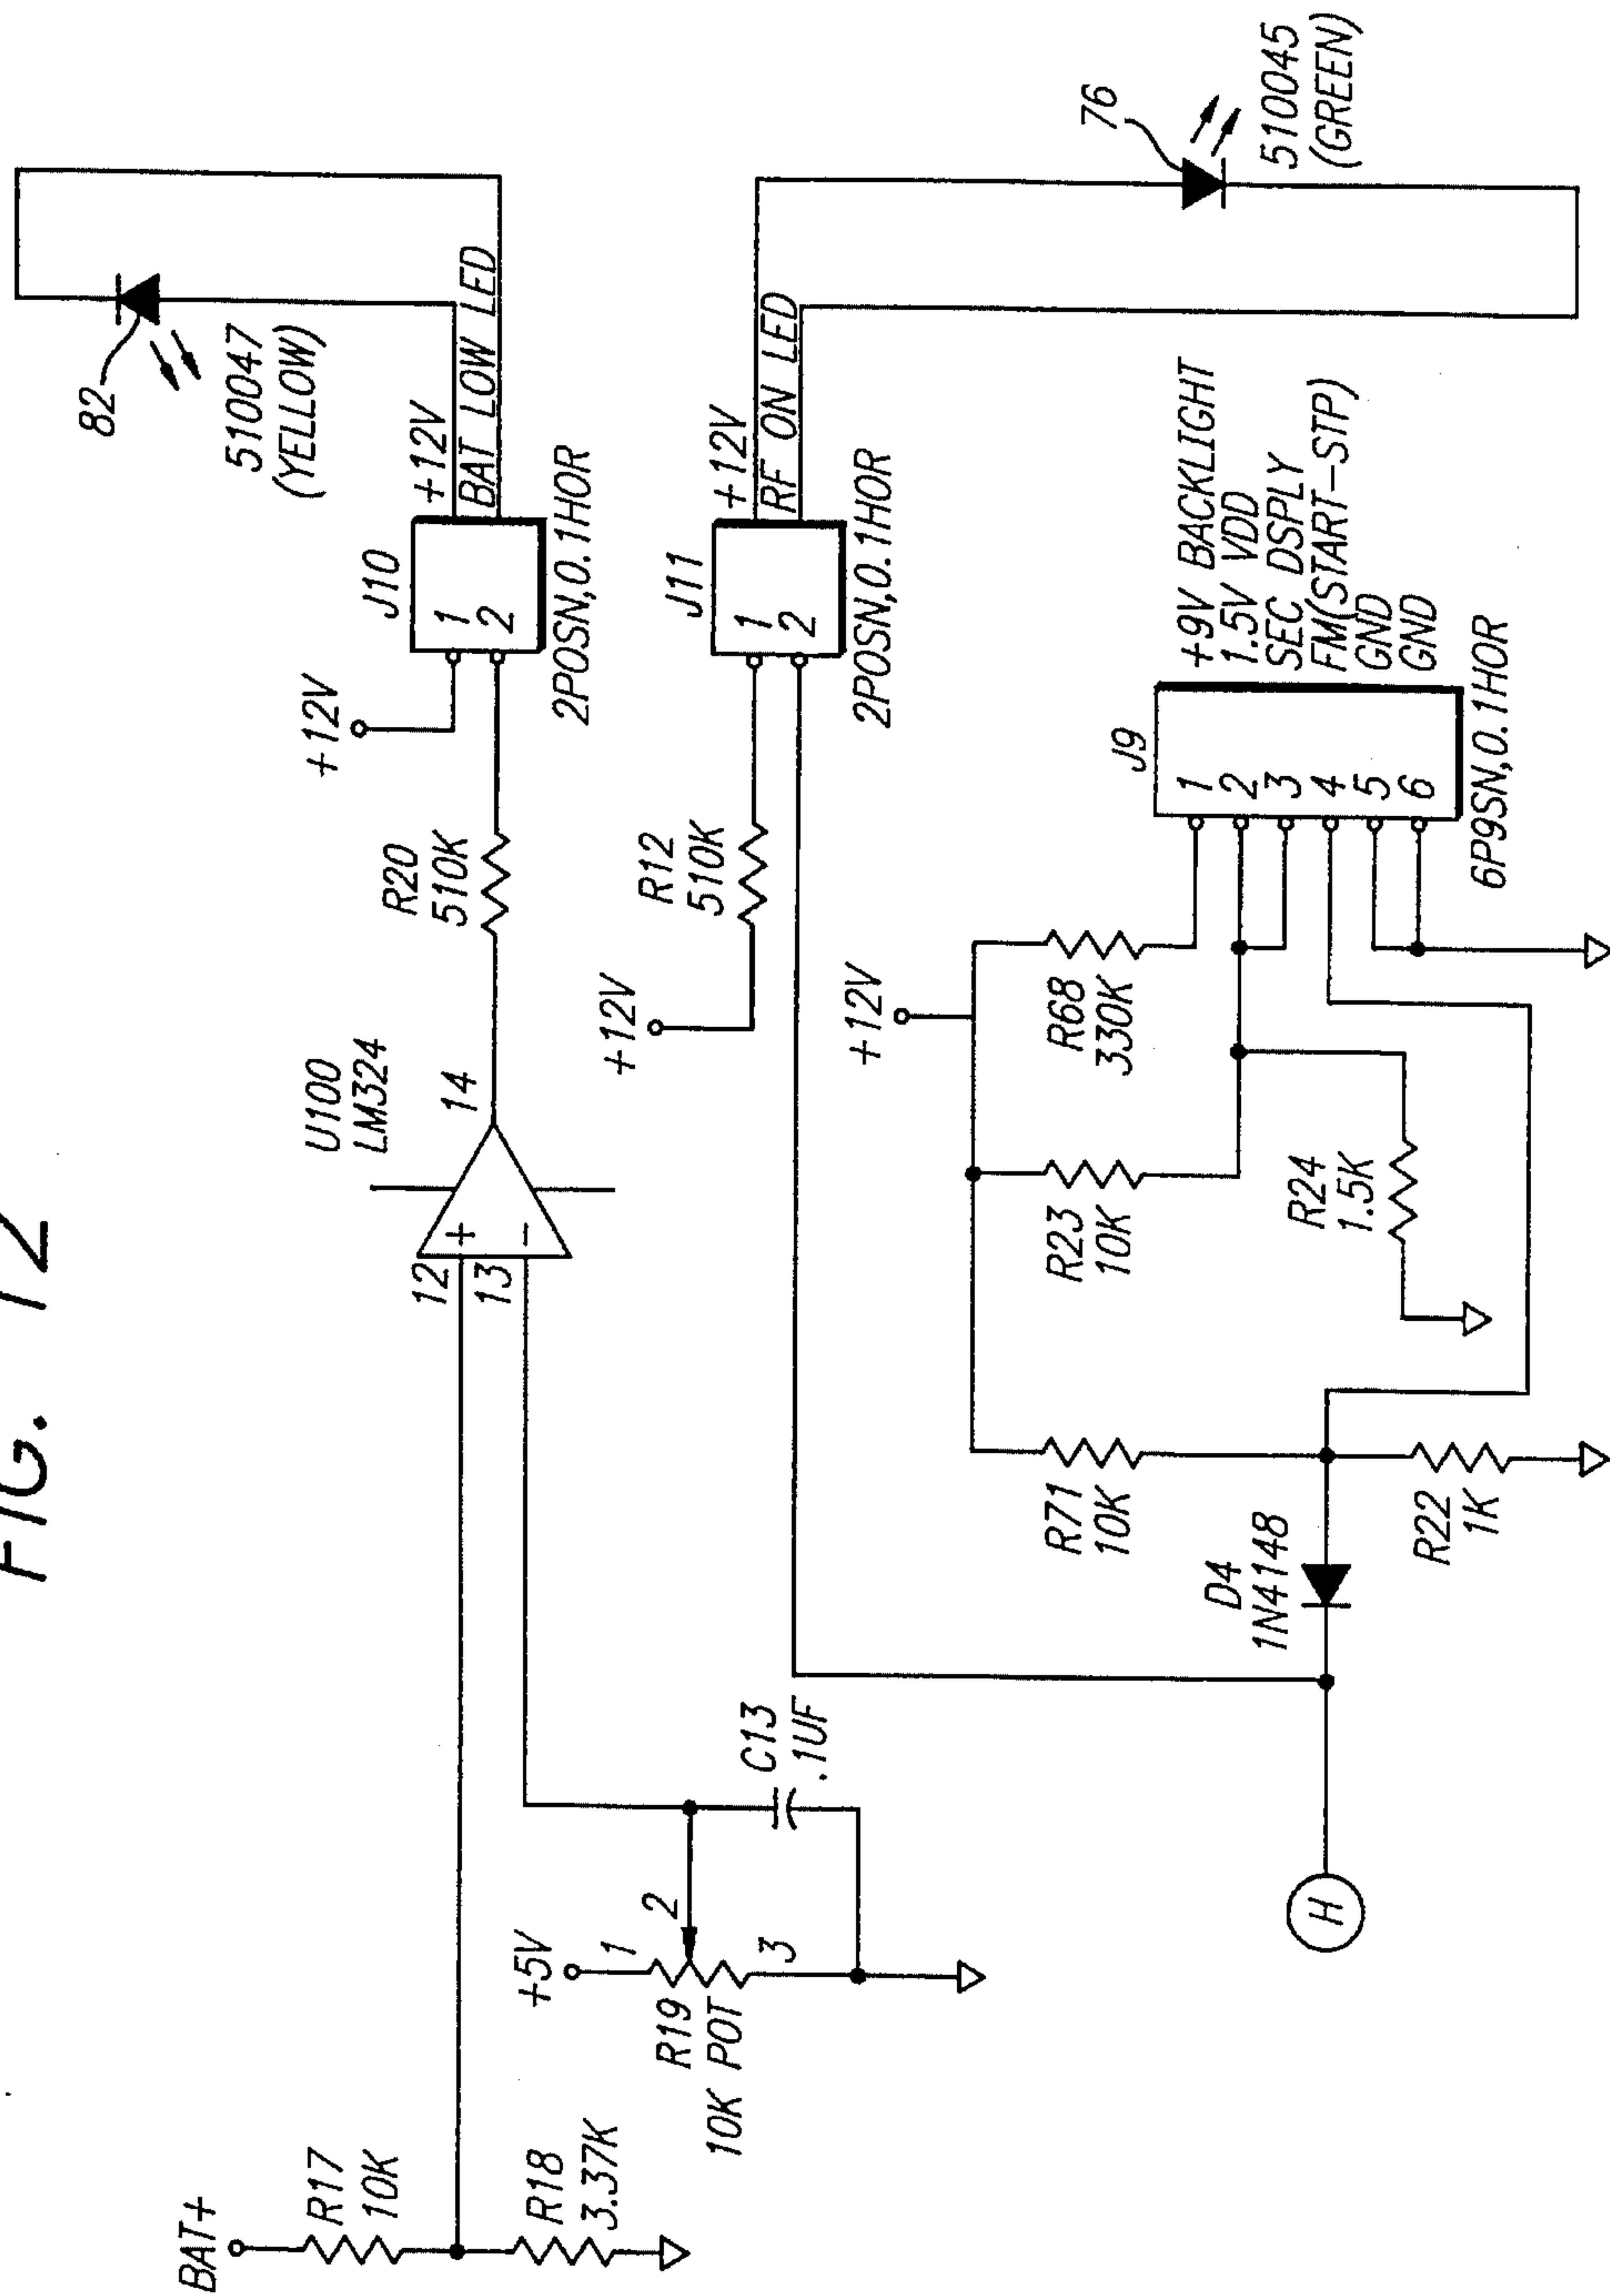 FIG. 12
BAT+
R17
10K
R18
3.37K
+5V
1
2
3
R19
10K POT
C13
.1UF
12
13
+
−
U100
LM324
14
R20
510K
+12V
J10
1
2
2POSN,0.1HOR
+12V
BAT LOW LED
82
510047
(YELLOW)
+12V
R12
510K
J11
1
2
2POSN,0.1HOR
+12V
RF ON LED
76
510045
(GREEN)
+12V
R71
10K
R23
10K
R68
330K
R24
1.5K
R22
1K
D4
1N4148
H
J9
1
2
3
4
5
6
6P9SN,0.1HOR
+9V BACKLIGHT
1.5V VDD
SEC DSPLY
FM(START-STP)
GND
GND